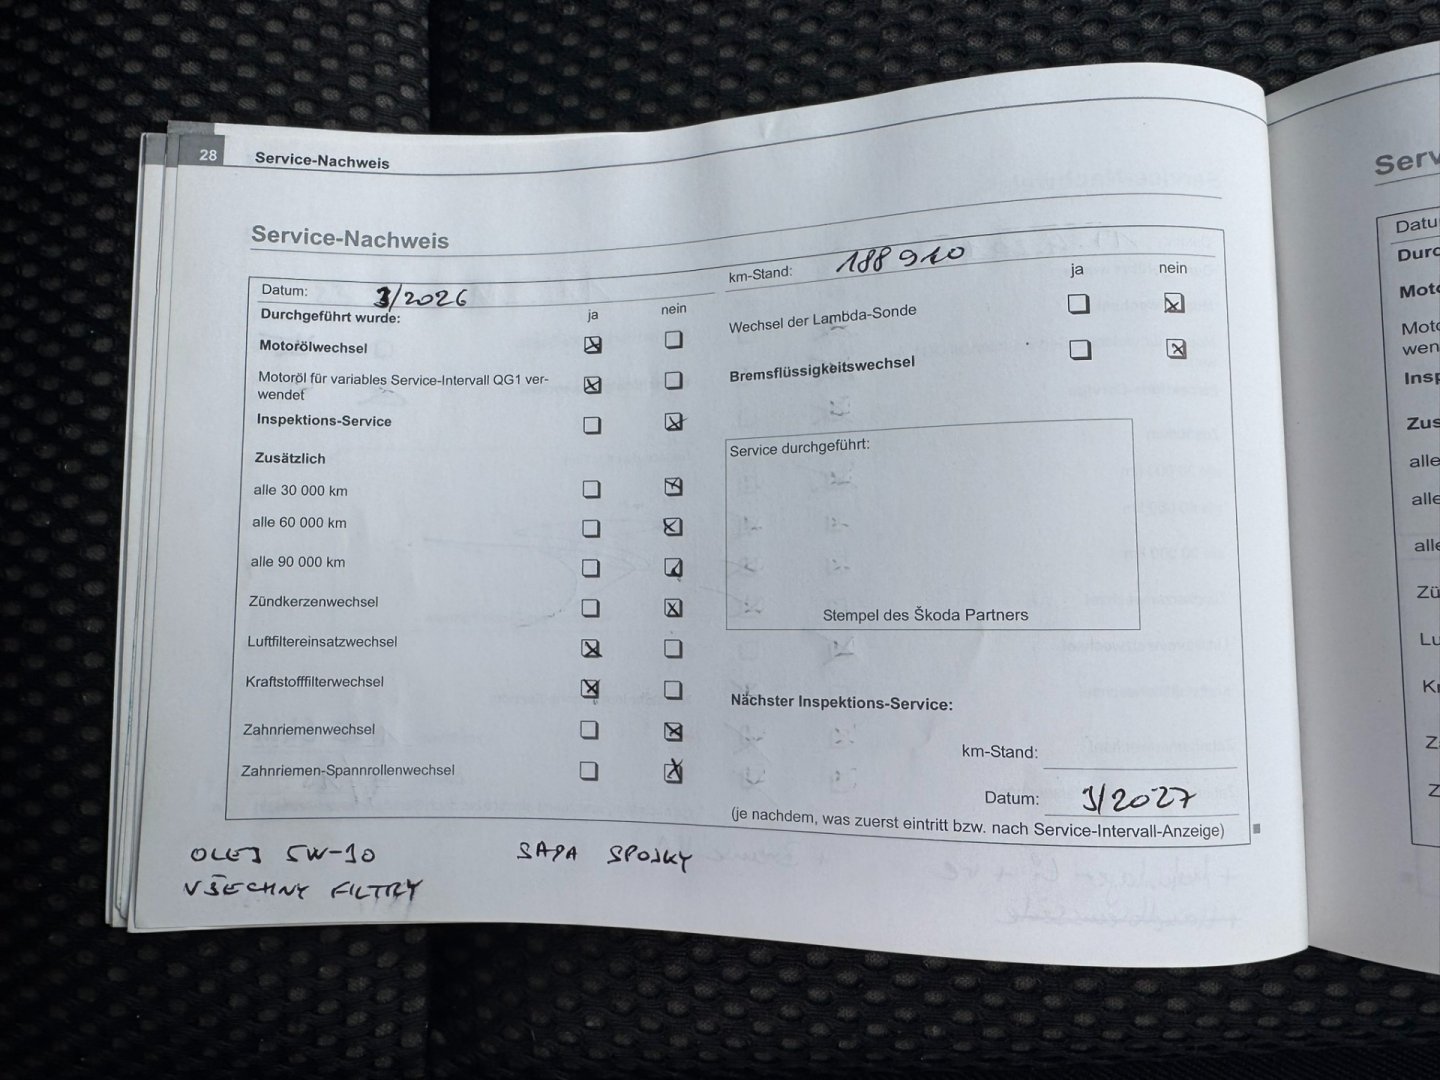 28 Service-Nachweis
Service-Nachweis
Datum: 3/2026
Durchgeführt wurde: ja nein
Motorölwechsel
Motoröl für variables Service-Intervall QG1 ver-
wendet
Inspektions-Service
Zusätzlich
alle 30 000 km
alle 60 000 km
alle 90 000 km
Zündkerzenwechsel
Luftfiltereinsatzwechsel
Kraftstofffilterwechsel
Zahnriemenwechsel
Zahnriemen-Spannrollenwechsel
km-Stand: 188 910
ja nein
Wechsel der Lambda-Sonde
Bremsflüssigkeitswechsel
Service durchgeführt:
Stempel des Škoda Partners
Nächster Inspektions-Service:
km-Stand:
Datum: 3/2027
(je nachdem, was zuerst eintritt bzw. nach Service-Intervall-Anzeige)
OLEJ 5W-30 SADA SPOJKY
VŠECHNY FILTRY
Serv
Datu
Durc
Moto
Moto
wen
Insp
Zus
alle
alle
alle
Zü
Lu
Kr
Z
Z